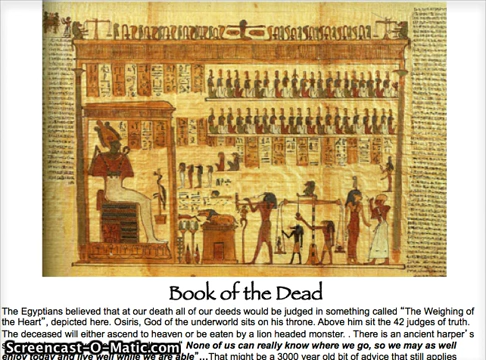 Book of the Dead
The Egyptians believed that at our death all of our deeds would be judged in something called “The Weighing of
the Heart”, depicted here. Osiris, God of the underworld sits on his throne. Above him sit the 42 judges of truth.
The deceased will either ascend to heaven or be eaten by a lion headed monster. . There is an ancient harper’s
None of us can really know where we go, so we may as well
enjoy today and live well while we are able”...That might be a 3000 year old bit of advice that still applies
Screencast-O-Matic.com